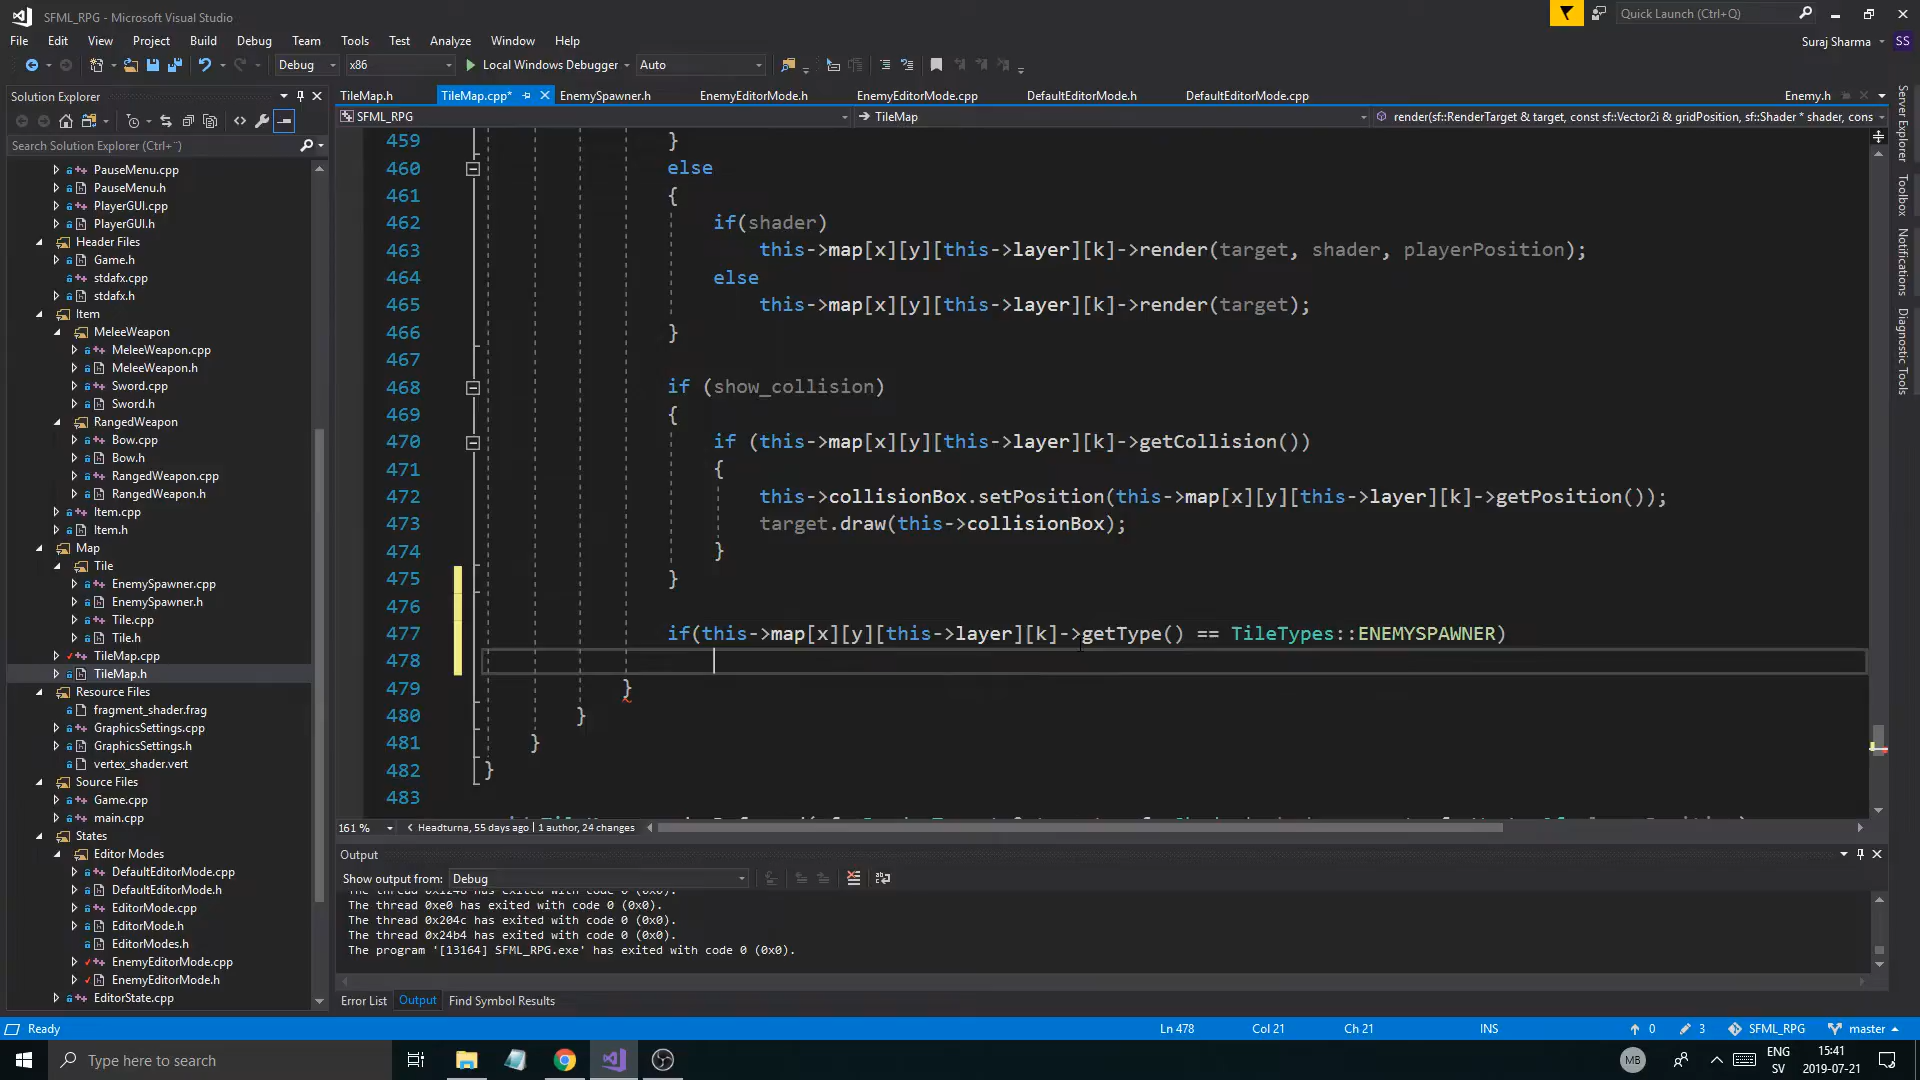 SFML_RPG - Microsoft Visual Studio
Quick Launch (Ctrl+Q)
File Edit View Project Build Debug Team Tools Test Analyze Window Help
Suraj Sharma SS
Debug x86 Local Windows Debugger Auto
Solution Explorer
TileMap.h TileMap.cpp* EnemySpawner.h EnemyEditorMode.h EnemyEditorMode.cpp DefaultEditorMode.h DefaultEditorMode.cpp Enemy.h
SFML_RPG TileMap render(sf::RenderTarget & target, const sf::Vector2i & gridPosition, sf::Shader * shader, cons
Search Solution Explorer (Ctrl+¨)
PauseMenu.cpp
PauseMenu.h
PlayerGUI.cpp
PlayerGUI.h
Header Files
Game.h
stdafx.cpp
stdafx.h
Item
MeleeWeapon
MeleeWeapon.cpp
MeleeWeapon.h
Sword.cpp
Sword.h
RangedWeapon
Bow.cpp
Bow.h
RangedWeapon.cpp
RangedWeapon.h
Item.cpp
Item.h
Map
Tile
EnemySpawner.cpp
EnemySpawner.h
Tile.cpp
Tile.h
TileMap.cpp
TileMap.h
Resource Files
fragment_shader.frag
GraphicsSettings.cpp
GraphicsSettings.h
vertex_shader.vert
Source Files
Game.cpp
main.cpp
States
Editor Modes
DefaultEditorMode.cpp
DefaultEditorMode.h
EditorMode.cpp
EditorMode.h
EditorModes.h
EnemyEditorMode.cpp
EnemyEditorMode.h
EditorState.cpp
459 }
460 else
461 {
462 if(shader)
463 this->map[x][y][this->layer][k]->render(target, shader, playerPosition);
464 else
465 this->map[x][y][this->layer][k]->render(target);
466 }
467
468 if (show_collision)
469 {
470 if (this->map[x][y][this->layer][k]->getCollision())
471 {
472 this->collisionBox.setPosition(this->map[x][y][this->layer][k]->getPosition());
473 target.draw(this->collisionBox);
474 }
475 }
476
477 if(this->map[x][y][this->layer][k]->getType() == TileTypes::ENEMYSPAWNER)
478
479 }
480 }
481 }
482 }
483
161 % Headturna, 55 days ago | 1 author, 24 changes
Server Explorer
Toolbox
Notifications
Diagnostic Tools
Output
Show output from: Debug
The thread 0xe0 has exited with code 0 (0x0).
The thread 0x204c has exited with code 0 (0x0).
The thread 0x24b4 has exited with code 0 (0x0).
The program '[13164] SFML_RPG.exe' has exited with code 0 (0x0).
Error List Output Find Symbol Results
Ready Ln 478 Col 21 Ch 21 INS 0 3 SFML_RPG master
Type here to search
MB
ENG
SV
15:41
2019-07-21